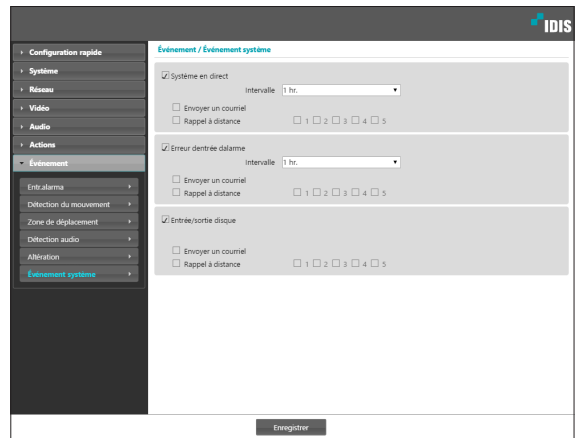 IDIS
Configuration rapide
Système
Réseau
Vidéo
Audio
Actions
Événement
Entr.alarma
Détection du mouvement
Zone de déplacement
Détection audio
Altération
Événement système
Événement / Événement système
Système en direct
Intervalle 1 hr.
Envoyer un courriel
Rappel à distance 1 2 3 4 5
Erreur dentrée dalarme
Intervalle 1 hr.
Envoyer un courriel
Rappel à distance 1 2 3 4 5
Entrée/sortie disque
Envoyer un courriel
Rappel à distance 1 2 3 4 5
Enregistrer